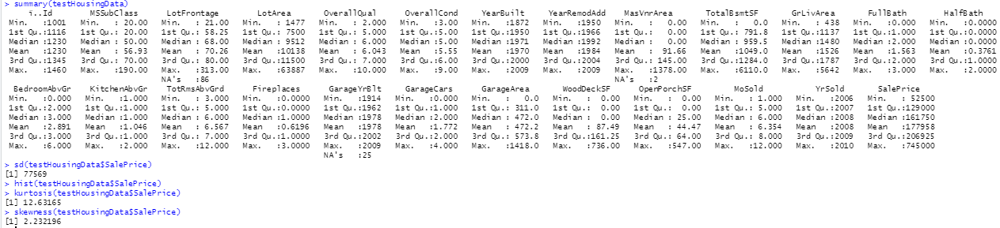 > summary(testHousingData)
ï..Id MSSubClass LotFrontage LotArea OverallQual OverallCond YearBuilt YearRemodAdd MasVnrArea TotalBsmtSF GrLivArea FullBath HalfBath
Min. :1001 Min. : 20.00 Min. : 21.00 Min. : 1477 Min. : 2.000 Min. :3.00 Min. :1872 Min. :1950 Min. : 0.00 Min. : 0.0 Min. : 438 Min. :0.000 Min. :0.0000
1st Qu.:1116 1st Qu.: 20.00 1st Qu.: 58.25 1st Qu.: 7500 1st Qu.: 5.000 1st Qu.:5.00 1st Qu.:1950 1st Qu.:1966 1st Qu.: 0.00 1st Qu.: 791.8 1st Qu.:1137 1st Qu.:1.000 1st Qu.:0.0000
Median :1230 Median : 50.00 Median : 68.00 Median : 9512 Median : 6.000 Median :5.00 Median :1971 Median :1992 Median : 0.00 Median : 959.5 Median :1480 Median :2.000 Median :0.0000
Mean :1230 Mean : 56.93 Mean : 70.26 Mean :10138 Mean : 6.043 Mean :5.55 Mean :1970 Mean :1984 Mean : 91.66 Mean :1049.0 Mean :1526 Mean :1.563 Mean :0.3761
3rd Qu.:1345 3rd Qu.: 70.00 3rd Qu.: 80.00 3rd Qu.:11500 3rd Qu.: 7.000 3rd Qu.:6.00 3rd Qu.:2000 3rd Qu.:2004 3rd Qu.: 145.00 3rd Qu.:1284.0 3rd Qu.:1787 3rd Qu.:2.000 3rd Qu.:1.0000
Max. :1460 Max. :190.00 Max. :313.00 Max. :63887 Max. :10.000 Max. :9.00 Max. :2009 Max. :2009 Max. :1378.00 Max. :6110.0 Max. :5642 Max. :3.000 Max. :2.0000
NA's :86 NA's :2
BedroomAbvGr KitchenAbvGr TotRmsAbvGrd Fireplaces GarageYrBlt GarageCars GarageArea WoodDeckSF OpenPorchSF MoSold YrSold SalePrice
Min. :0.000 Min. :1.000 Min. : 3.000 Min. :0.0000 Min. :1914 Min. :0.000 Min. : 0.0 Min. : 0.00 Min. : 0.00 Min. : 1.000 Min. :2006 Min. : 52500
1st Qu.:2.000 1st Qu.:1.000 1st Qu.: 5.000 1st Qu.:0.0000 1st Qu.:1962 1st Qu.:1.000 1st Qu.: 311.0 1st Qu.: 0.00 1st Qu.: 0.00 1st Qu.: 5.000 1st Qu.:2007 1st Qu.:129000
Median :3.000 Median :1.000 Median : 6.000 Median :1.0000 Median :1978 Median :2.000 Median : 472.0 Median : 0.00 Median : 25.00 Median : 6.000 Median :2008 Median :161750
Mean :2.891 Mean :1.046 Mean : 6.567 Mean :0.6196 Mean :1978 Mean :1.772 Mean : 472.2 Mean : 87.49 Mean : 44.47 Mean : 6.354 Mean :2008 Mean :177958
3rd Qu.:3.000 3rd Qu.:1.000 3rd Qu.: 7.000 3rd Qu.:1.0000 3rd Qu.:2002 3rd Qu.:2.000 3rd Qu.: 573.8 3rd Qu.:161.25 3rd Qu.: 64.00 3rd Qu.: 8.000 3rd Qu.:2009 3rd Qu.:206925
Max. :6.000 Max. :2.000 Max. :12.000 Max. :3.0000 Max. :2009 Max. :4.000 Max. :1418.0 Max. :736.00 Max. :547.00 Max. :12.000 Max. :2010 Max. :745000
NA's :25
> sd(testHousingData$SalePrice)
[1] 77569
> hist(testHousingData$SalePrice)
> kurtosis(testHousingData$SalePrice)
[1] 12.63165
> skewness(testHousingData$SalePrice)
[1] 2.232196